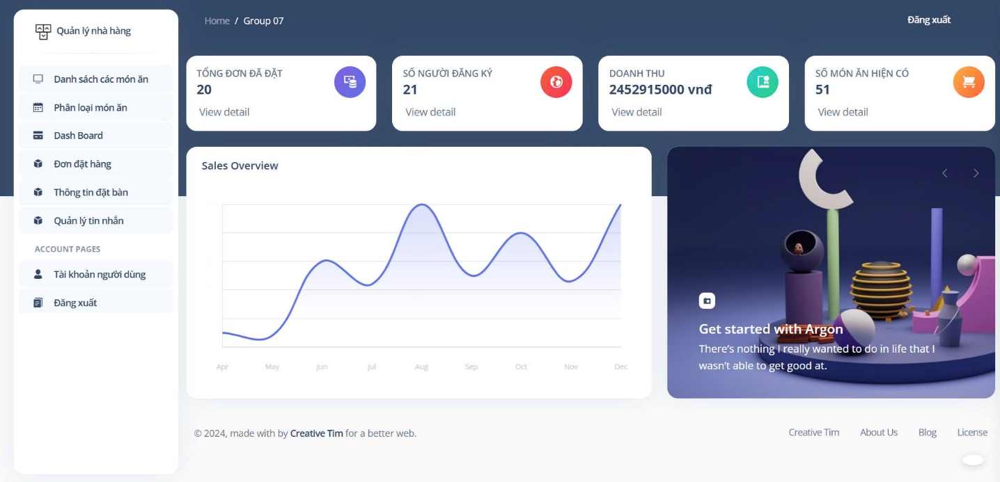 Quản lý nhà hàng
Danh sách các món ăn
Phân loại món ăn
Dash Board
Đơn đặt hàng
Thông tin đặt bàn
Quản lý tin nhắn
ACCOUNT PAGES
Tài khoản người dùng
Đăng xuất
Home / Group 07
Đăng xuất
TỔNG ĐƠN ĐÃ ĐẶT
20
View detail
SỐ NGƯỜI ĐĂNG KÝ
21
View detail
DOANH THU
2452915000 vnđ
View detail
SỐ MÓN ĂN HIỆN CÓ
51
View detail
Sales Overview
Apr May Jun Jul Aug Sep Oct Nov Dec
Get started with Argon
There’s nothing I really wanted to do in life that I
wasn’t able to get good at.
© 2024, made with by Creative Tim for a better web.
Creative Tim About Us Blog License